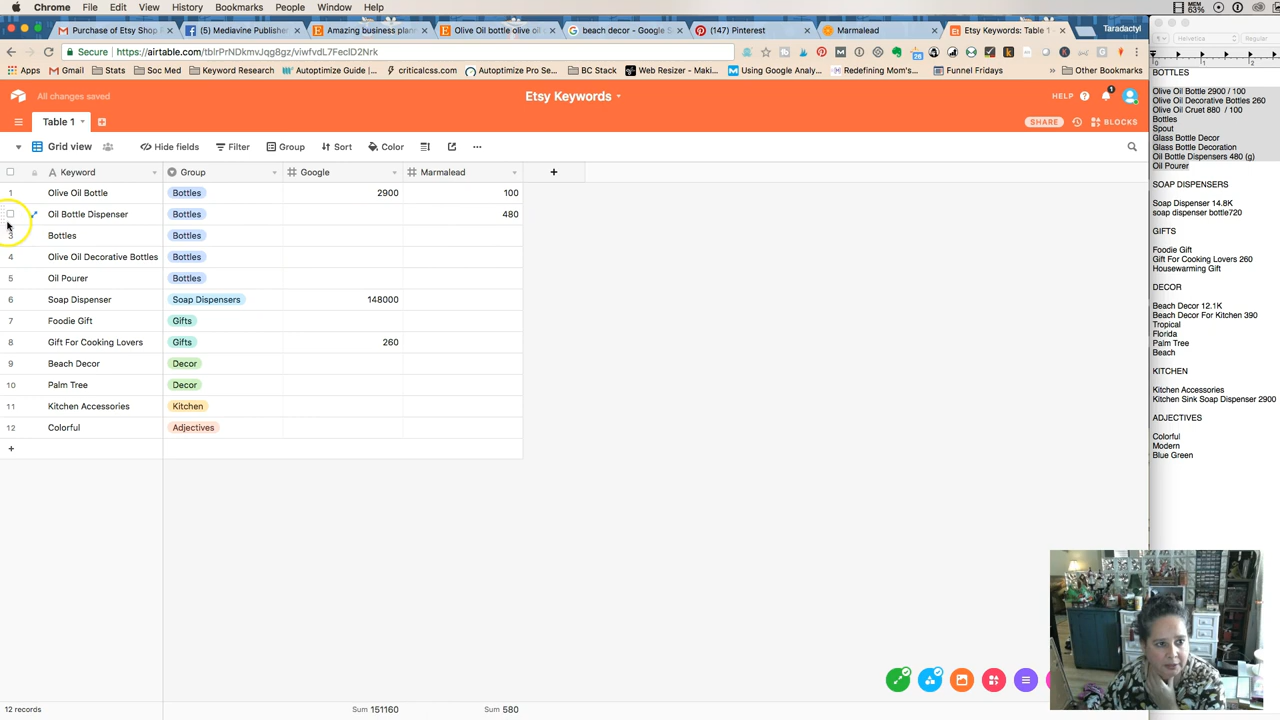 Chrome File Edit View History Bookmarks People Window Help
MEM 63%
Purchase of Etsy Shop F
(5) Mediavine Publisher
Amazing business plan
Olive Oil bottle olive oil
beach decor - Google S
(147) Pinterest
Marmalead
Etsy Keywords: Table 1
Taradactyl
Secure https://airtable.com/tblrPrNDkmvJqg8gz/viwfvdL7FeclD2Nrk
28
Apps Gmail Stats Soc Med Keyword Research Autoptimize Guide |... criticalcss.com Autoptimize Pro Se... BC Stack Web Resizer - Maki... Using Google Analy... Redefining Mom's... Funnel Fridays » Other Bookmarks
Helvetica Regular
0 1 2
All changes saved
Etsy Keywords
HELP ?
1
Table 1
SHARE
BLOCKS
Grid view Hide fields Filter Group Sort Color
Keyword Group Google Marmalead
1 Olive Oil Bottle Bottles 2900 100
Oil Bottle Dispenser Bottles 480
3 Bottles Bottles
4 Olive Oil Decorative Bottles Bottles
5 Oil Pourer Bottles
6 Soap Dispenser Soap Dispensers 148000
7 Foodie Gift Gifts
8 Gift For Cooking Lovers Gifts 260
9 Beach Decor Decor
10 Palm Tree Decor
11 Kitchen Accessories Kitchen
12 Colorful Adjectives
+
12 records Sum 151160 Sum 580
BOTTLES
Olive Oil Bottle 2900 / 100
Olive Oil Decorative Bottles 260
Olive Oil Cruet 880 / 100
Bottles
Spout
Glass Bottle Decor
Glass Bottle Decoration
Oil Bottle Dispensers 480 (g)
Oil Pourer
SOAP DISPENSERS
Soap Dispenser 14.8K
soap dispenser bottle720
GIFTS
Foodie Gift
Gift For Cooking Lovers 260
Housewarming Gift
DECOR
Beach Decor 12.1K
Beach Decor For Kitchen 390
Tropical
Florida
Palm Tree
Beach
KITCHEN
Kitchen Accessories
Kitchen Sink Soap Dispenser 2900
ADJECTIVES
Colorful
Modern
Blue Green